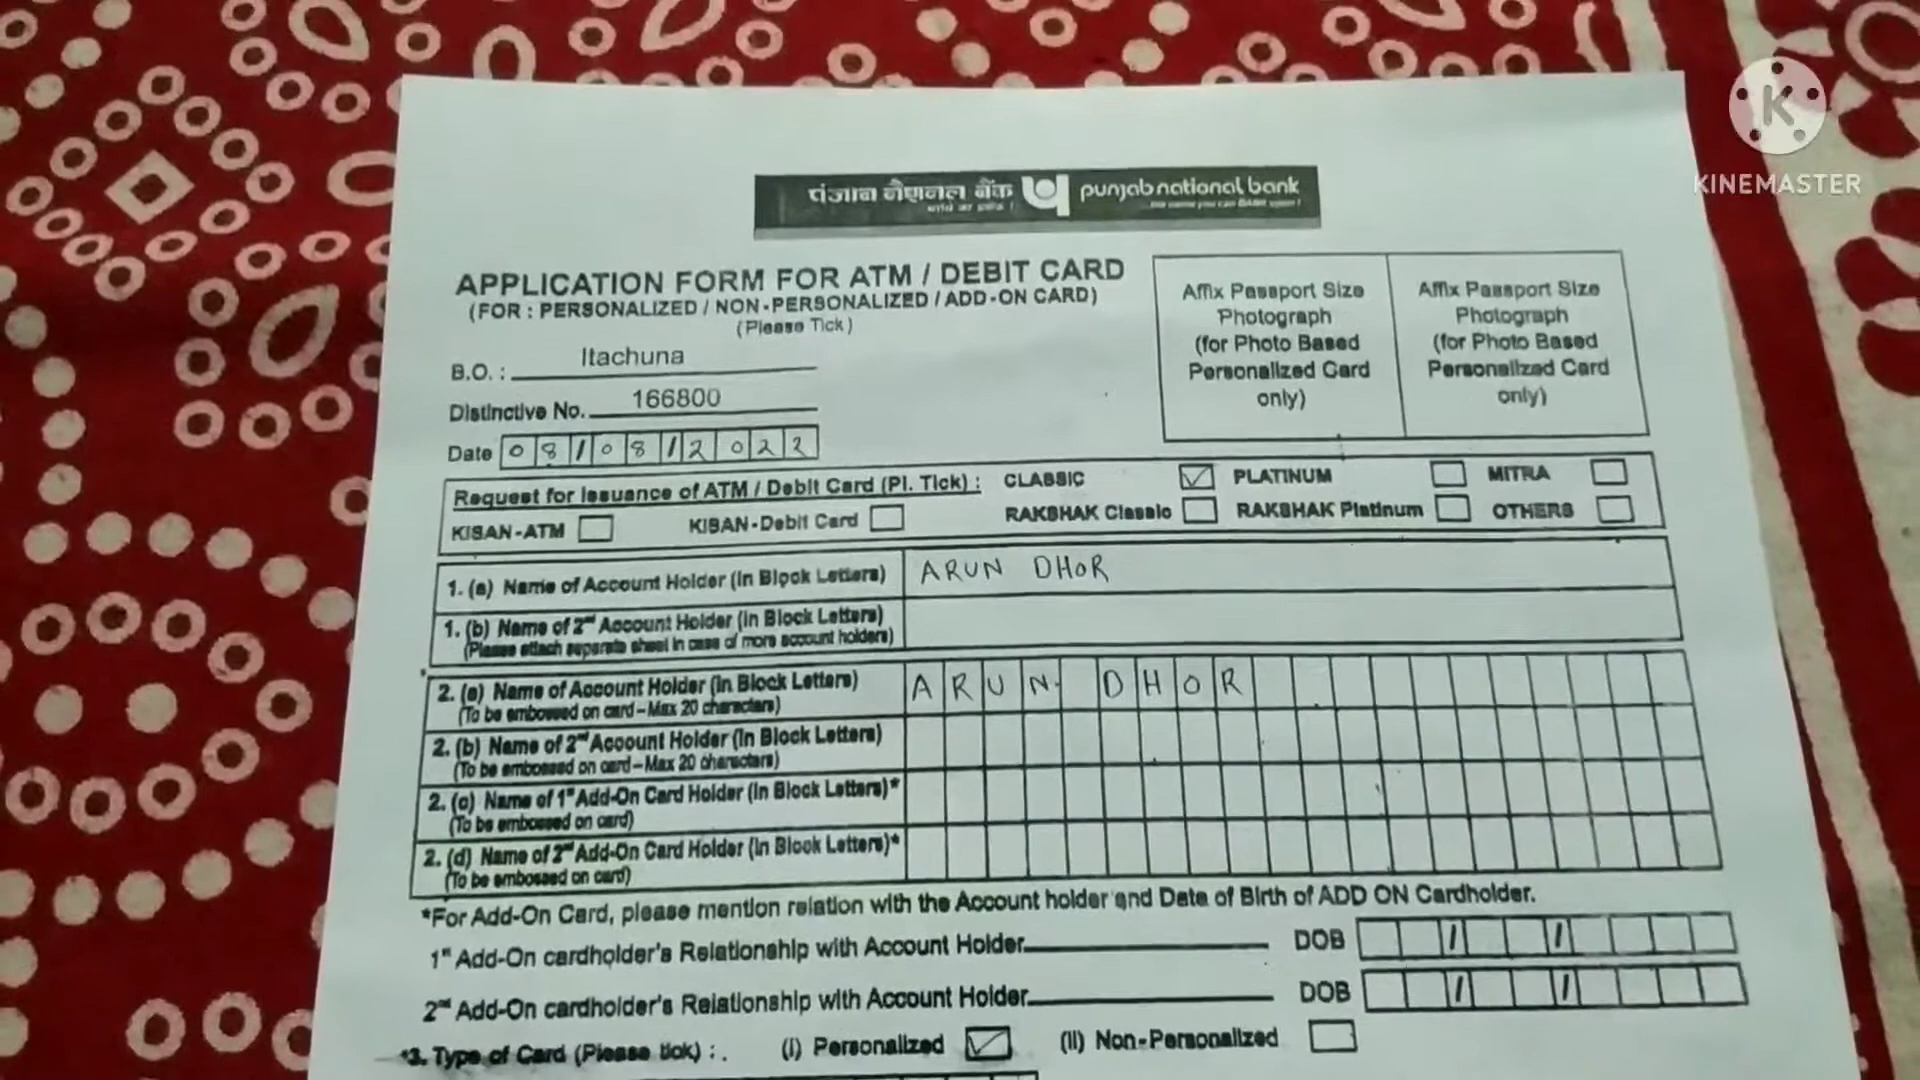 KINEMASTER
पंजाब नैशनल बैंक punjab national bank
APPLICATION FORM FOR ATM / DEBIT CARD
(FOR : PERSONALIZED / NON-PERSONALIZED / ADD-ON CARD)
(Please Tick)
Affix Passport Size Photograph (for Photo Based Personalized Card only)
Affix Passport Size Photograph (for Photo Based Personalized Card only)
B.O. : Itachuna
Distinctive No. 166800
Date 08/08/2022
Request for Issuance of ATM / Debit Card (Pl. Tick) : CLASSIC PLATINUM MITRA
KISAN-ATM KISAN-Debit Card RAKSHAK Classic RAKSHAK Platinum OTHERS
1. (a) Name of Account Holder (In Block Letters) ARUN DHOR
1. (b) Name of 2nd Account Holder (In Block Letters)
(Please attach separate sheet in case of more account holders)
2. (a) Name of Account Holder (In Block Letters) ARUN DHOR
(To be embossed on card-Max 20 characters)
2. (b) Name of 2nd Account Holder (In Block Letters)
(To be embossed on card-Max 20 characters)
2. (c) Name of 1st Add-On Card Holder (In Block Letters)*
(To be embossed on card)
2. (d) Name of 2nd Add-On Card Holder (In Block Letters)*
(To be embossed on card)
*For Add-On Card, please mention relation with the Account holder and Date of Birth of ADD ON Cardholder.
1st Add-On cardholder's Relationship with Account Holder DOB / /
2nd Add-On cardholder's Relationship with Account Holder DOB / /
*3. Type of Card (Please tick) : . (i) Personalized (ii) Non-Personalized